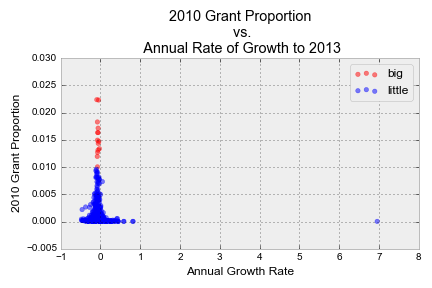 2010 Grant Proportion
vs.
Annual Rate of Growth to 2013
0.030
0.025
0.020
0.015
0.010
0.005
0.000
−0.005
2010 Grant Proportion
big
little
−1 0 1 2 3 4 5 6 7 8
Annual Growth Rate